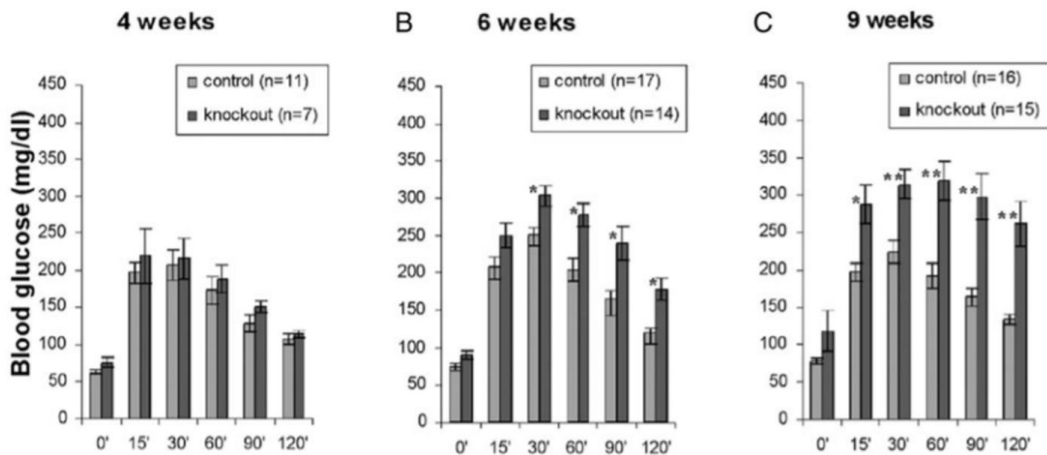 4 weeks
control (n=11)
knockout (n=7)
Blood glucose (mg/dl)
450
400
350
300
250
200
150
100
50
0
0' 15' 30' 60' 90' 120'
B 6 weeks
control (n=17)
knockout (n=14)
450
400
350
300
250
200
150
100
50
0
* * * *
0' 15' 30' 60' 90' 120'
C 9 weeks
control (n=16)
knockout (n=15)
450
400
350
300
250
200
150
100
50
0
* ** ** ** **
0' 15' 30' 60' 90' 120'